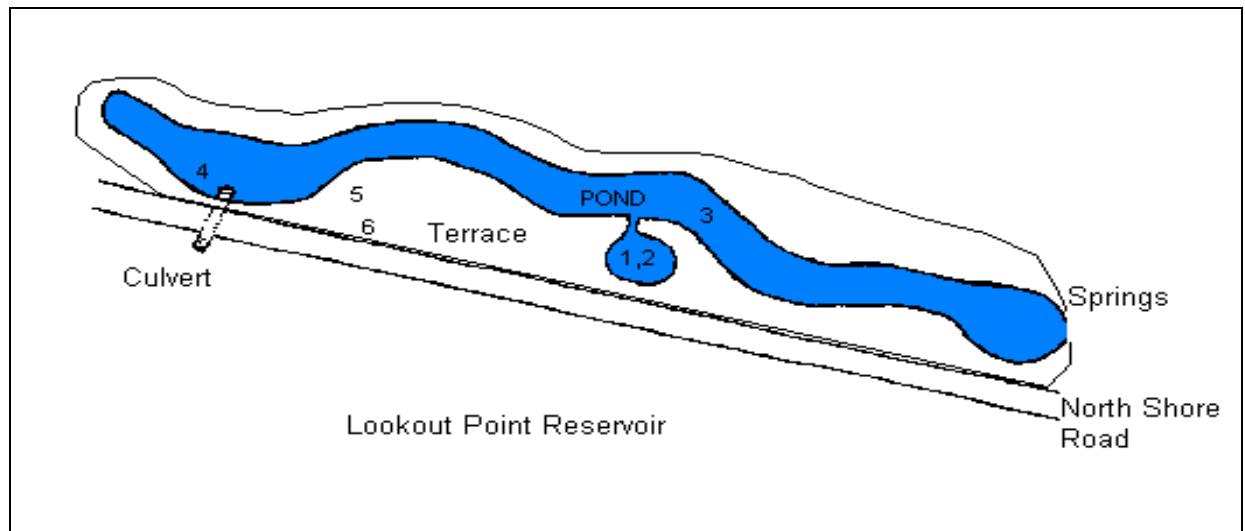 4
5
POND
3
6
Terrace
1,2
Culvert
Springs
Lookout Point Reservoir
North Shore
Road